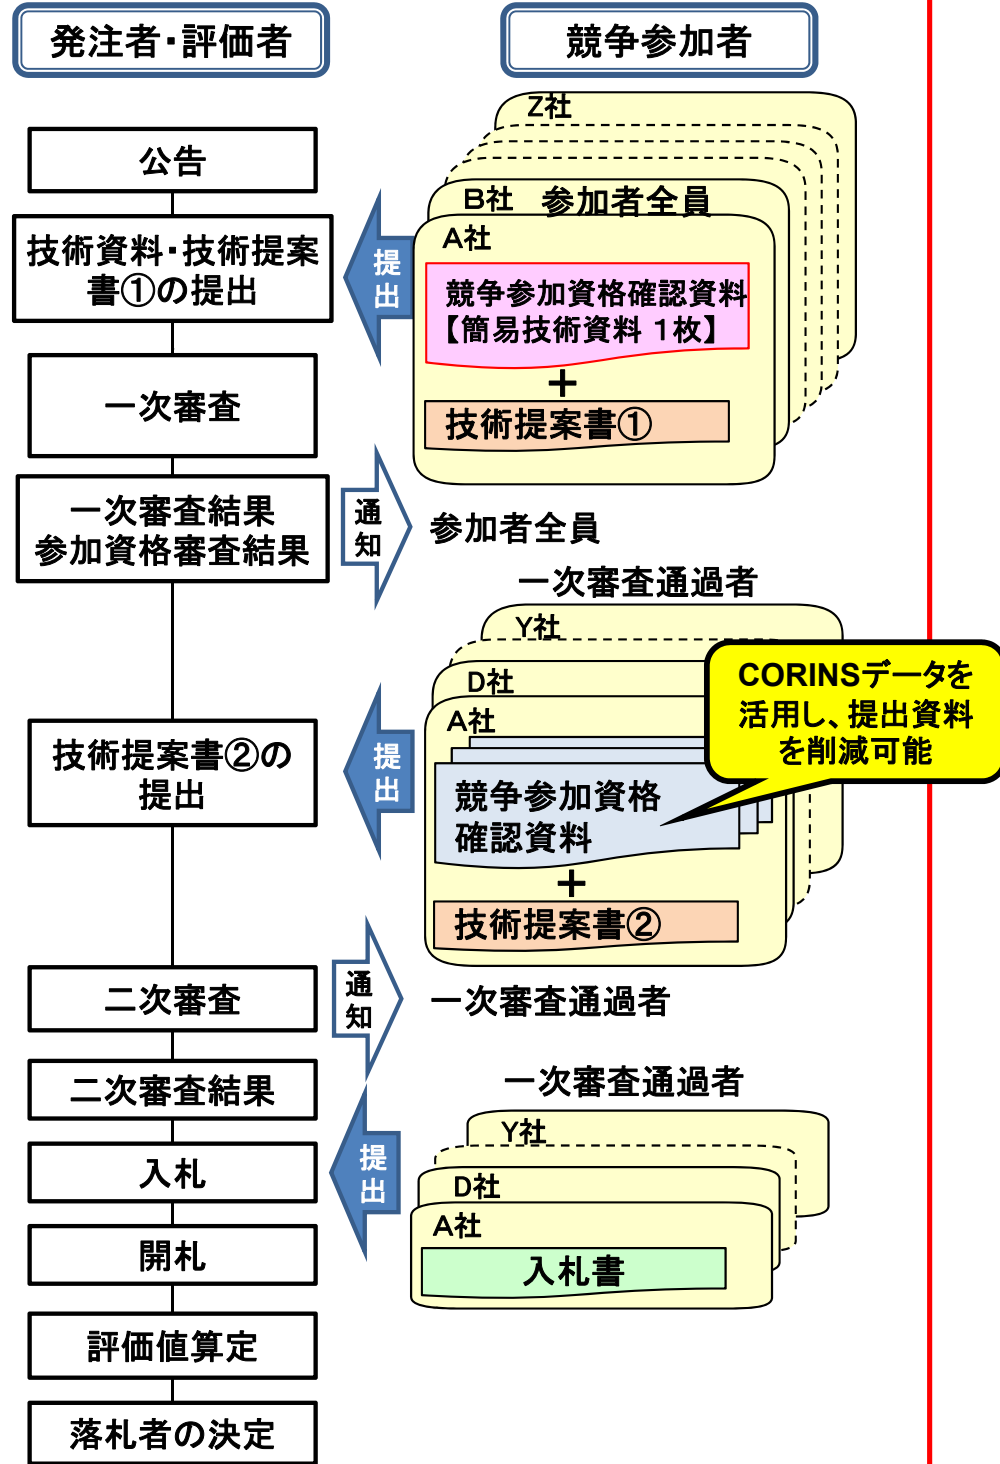 発注者・評価者
競争参加者
公告
技術資料・技術提案
書①の提出
一次審査
一次審査結果
参加資格審査結果
技術提案書②の
提出
二次審査
二次審査結果
入札
開札
評価値算定
落札者の決定
提
出
Z社
B社 参加者全員
A社
競争参加資格確認資料
【簡易技術資料 1枚】
+
技術提案書①
通
知
参加者全員
一次審査通過者
提
出
Y社
D社
A社
競争参加資格
確認資料
+
技術提案書②
CORINSデータを
活用し、提出資料
を削減可能
通
知
一次審査通過者
一次審査通過者
提
出
Y社
D社
A社
入札書